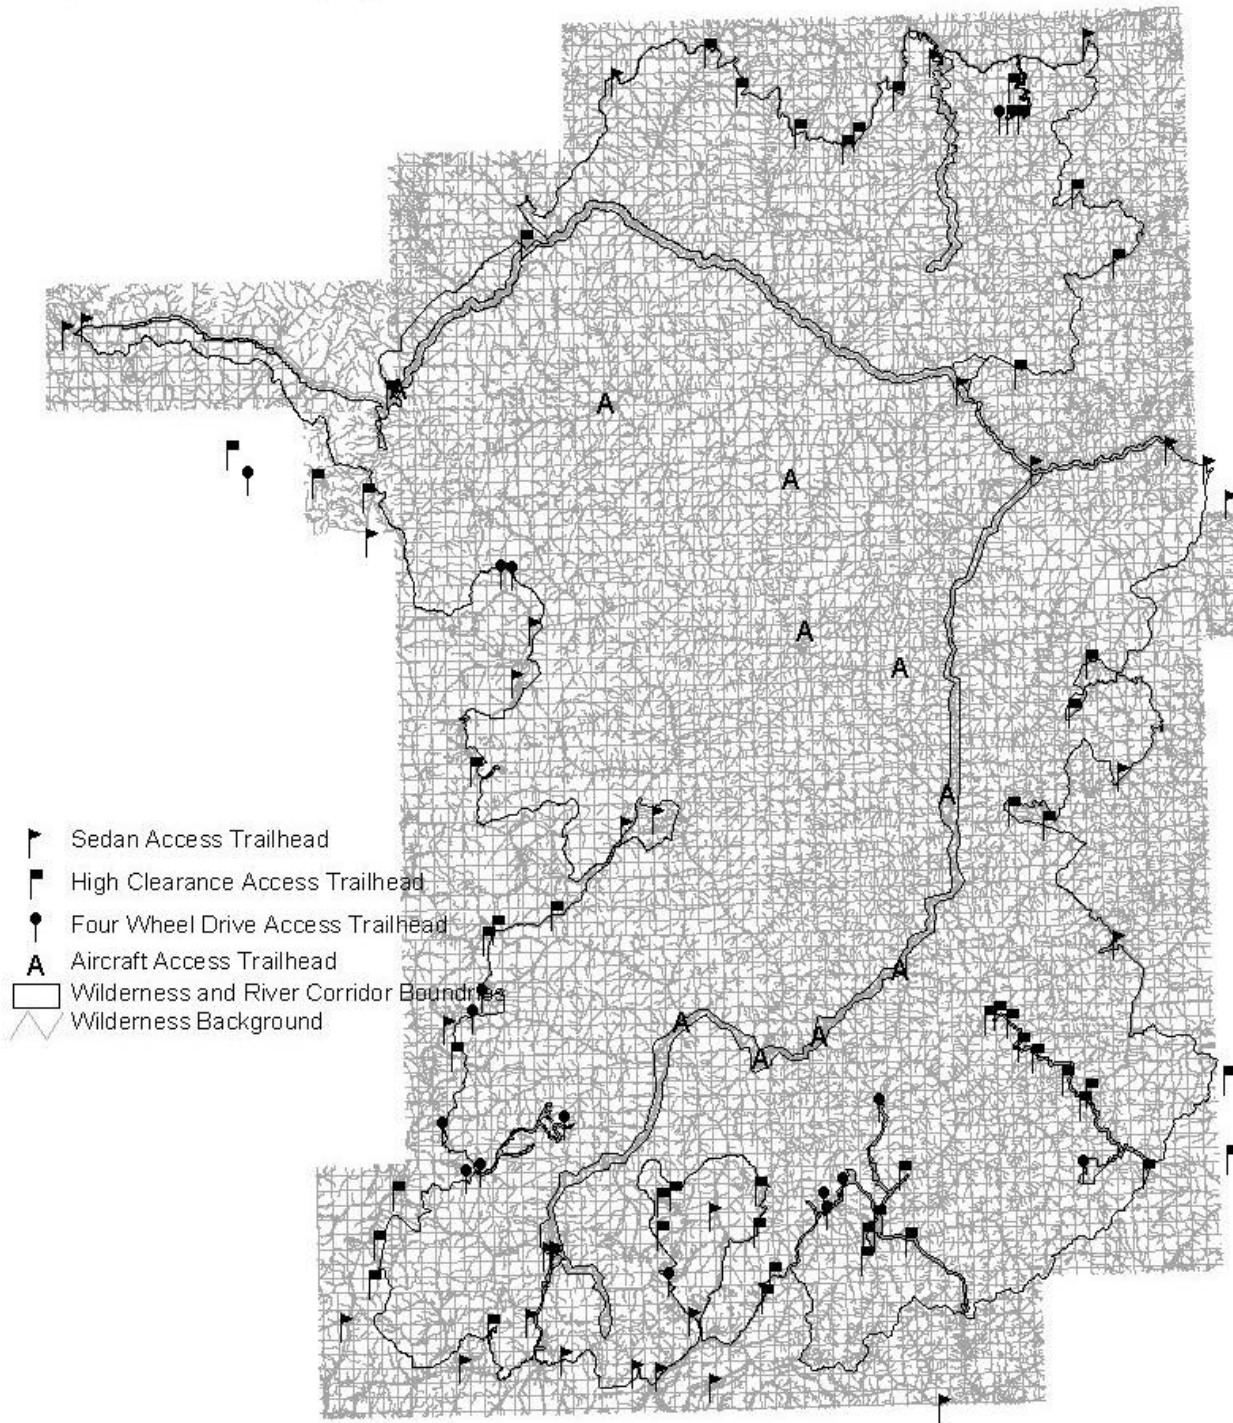 A
A
A
A
A
A
A
A
A
A
Sedan Access Trailhead
High Clearance Access Trailhead
Four Wheel Drive Access Trailhead
A Aircraft Access Trailhead
Wilderness and River Corridor Boundries
Wilderness Background